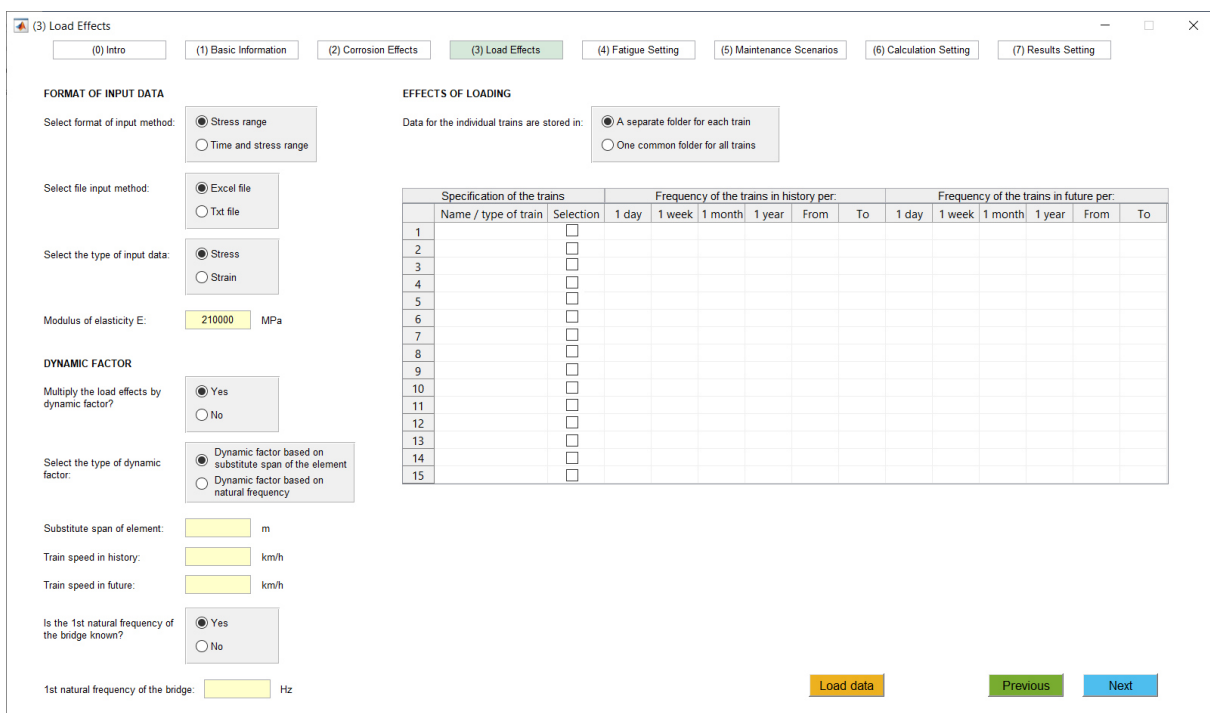 (3) Load Effects
(0) Intro
(1) Basic Information
(2) Corrosion Effects
(3) Load Effects
(4) Fatigue Setting
(5) Maintenance Scenarios
(6) Calculation Setting
(7) Results Setting
FORMAT OF INPUT DATA
Select format of input method:
Stress range
Time and stress range
Select file input method:
Excel file
Txt file
Select the type of input data:
Stress
Strain
Modulus of elasticity E:
210000
MPa
DYNAMIC FACTOR
Multiply the load effects by
dynamic factor?
Yes
No
Select the type of dynamic
factor:
Dynamic factor based on
substitute span of the element
Dynamic factor based on
natural frequency
Substitute span of element:
m
Train speed in history:
km/h
Train speed in future:
km/h
Is the 1st natural frequency of
the bridge known?
Yes
No
1st natural frequency of the bridge:
Hz
EFFECTS OF LOADING
Data for the individual trains are stored in:
A separate folder for each train
One common folder for all trains
Specification of the trains
Frequency of the trains in history per:
Frequency of the trains in future per:
Name / type of train
Selection
1 day
1 week
1 month
1 year
From
To
1 day
1 week
1 month
1 year
From
To
1
2
3
4
5
6
7
8
9
10
11
12
13
14
15
Load data
Previous
Next